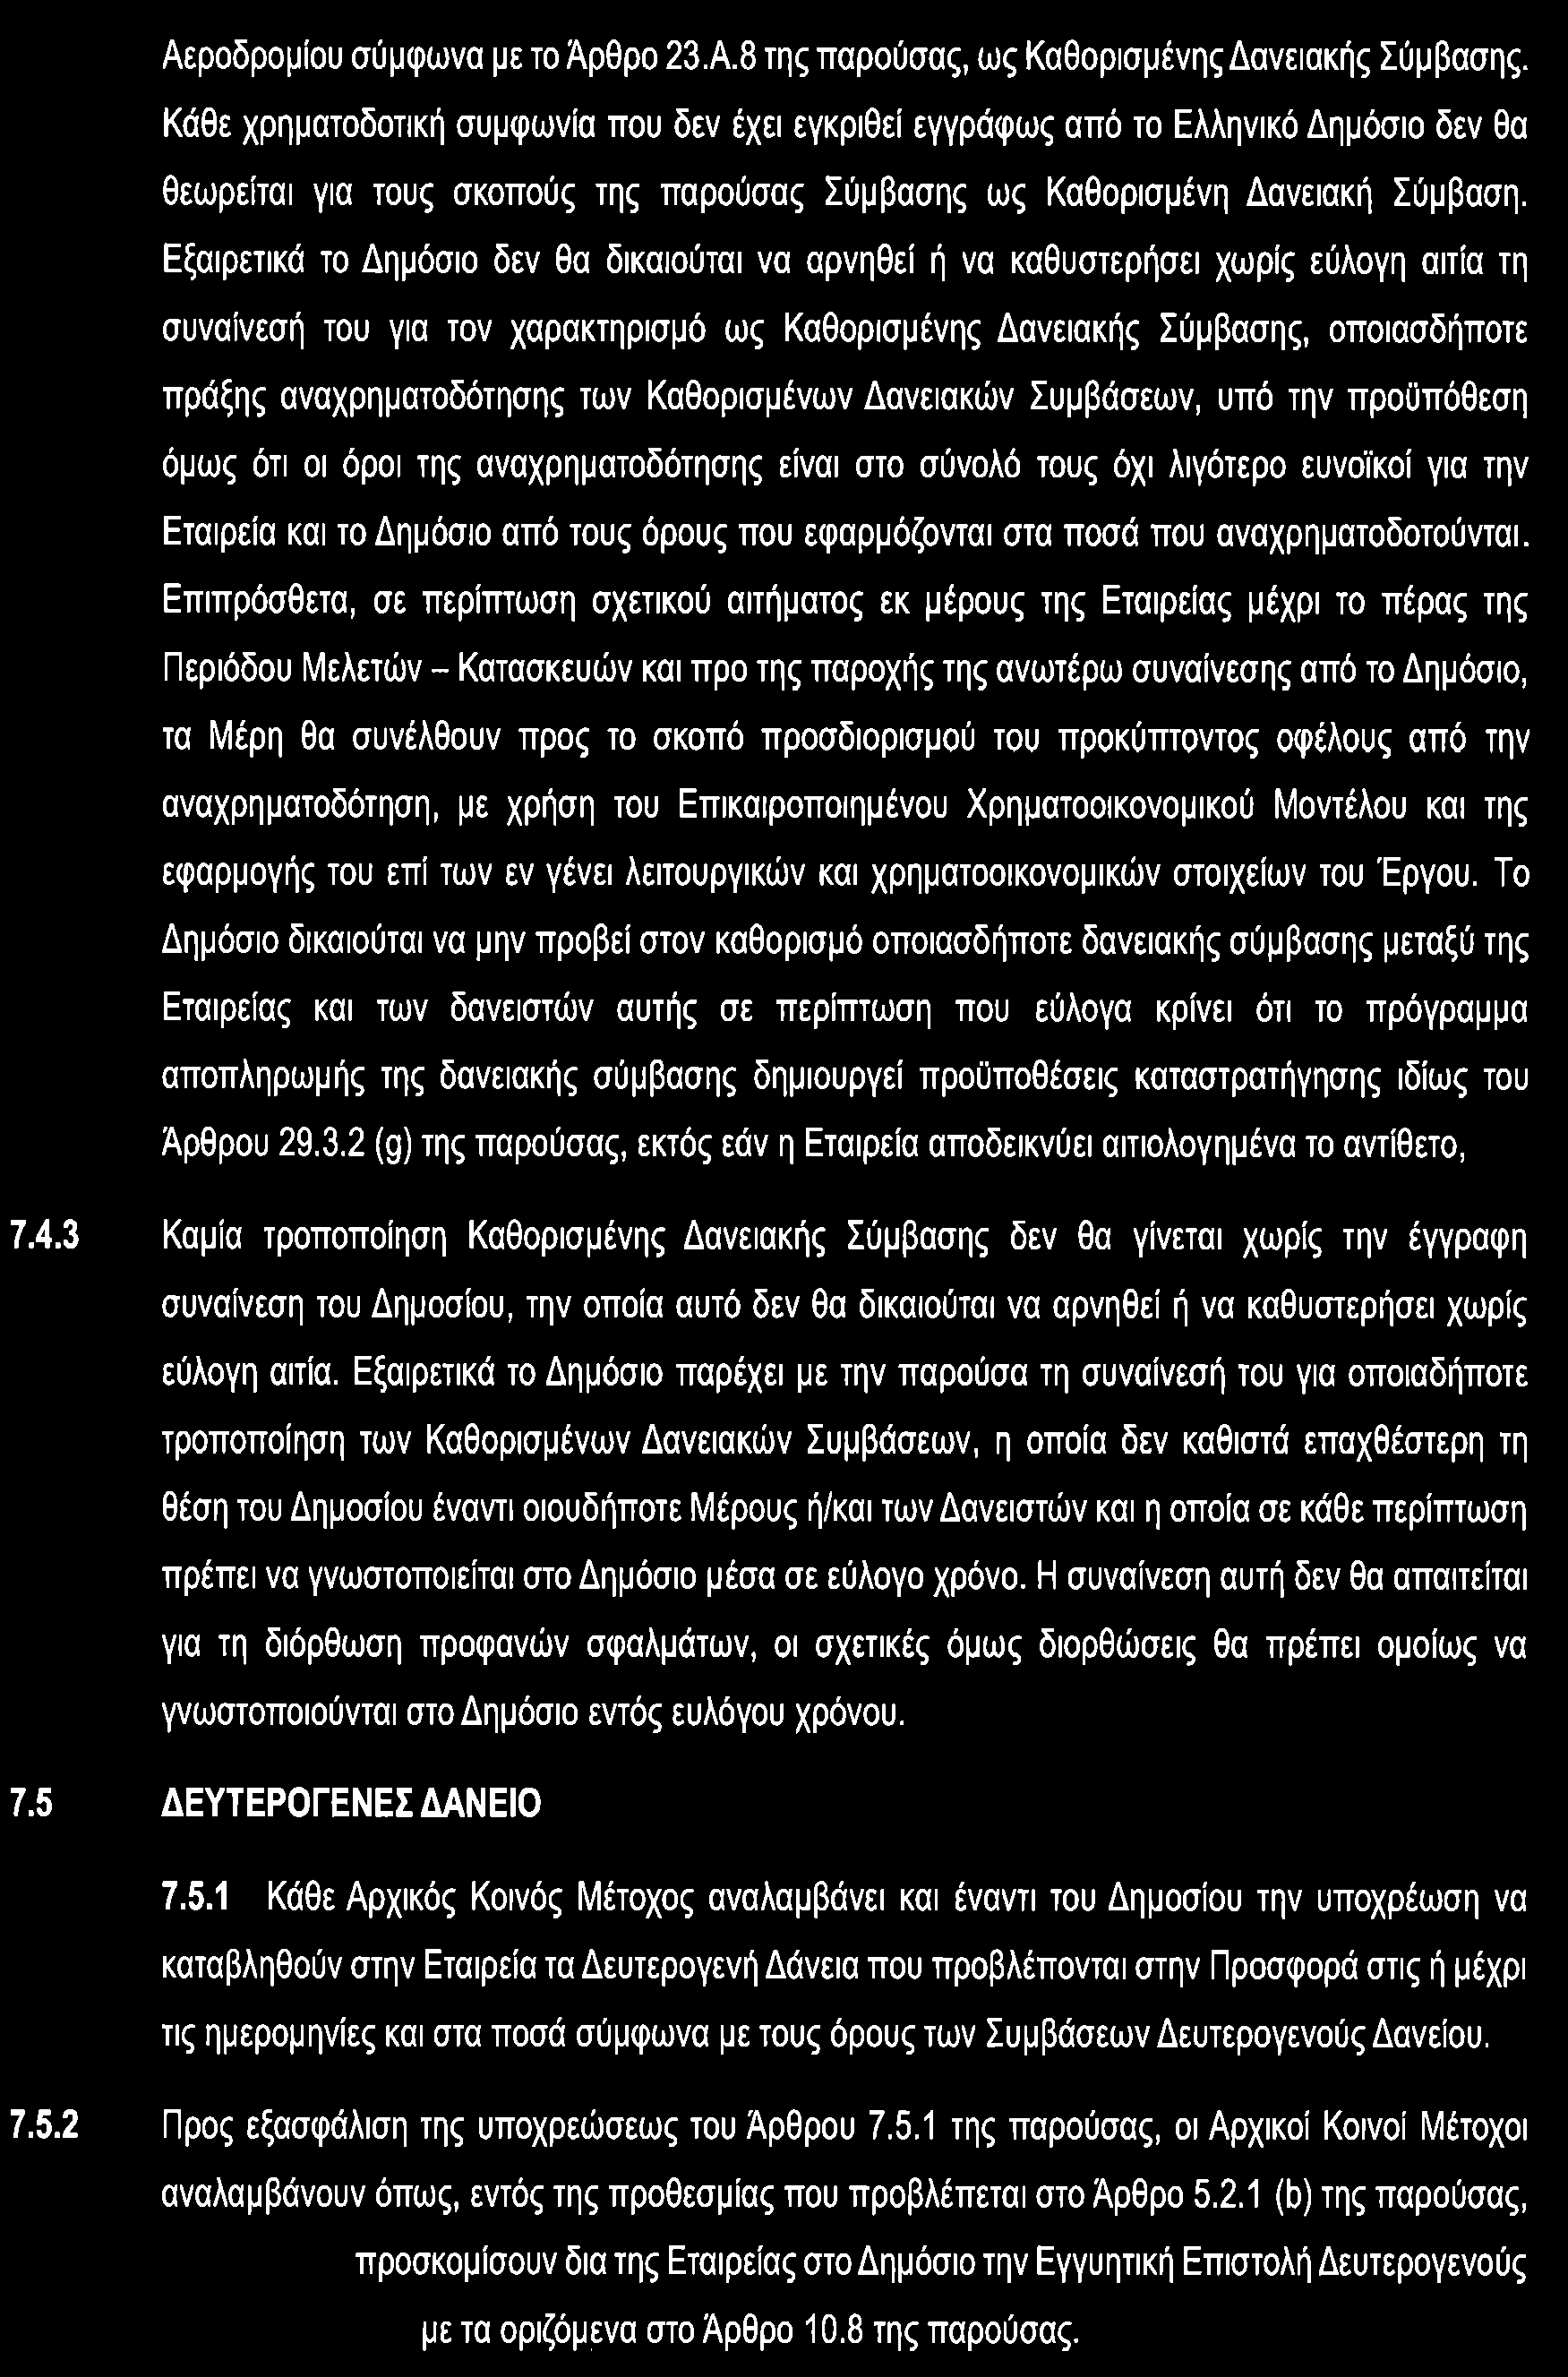 Αεροδρομίου σύμφωνα με το Άρθρο 23.Α.8 της παρούσας, ως Καθορισμένης Δανειακής Σύμβασης.
Κάθε χρηματοδοτική συμφωνία που δεν έχει εγκριθεί εγγράφως από το Ελληνικό Δημόσιο δεν θα
θεωρείται για τους σκοπούς της παρούσας Σύμβασης ως Καθορισμένη Δανειακή Σύμβαση.
Εξαιρετικά το Δημόσιο δεν θα δικαιούται να αρνηθεί ή να καθυστερήσει χωρίς εύλογη αιτία τη
συναίνεσή του για τον χαρακτηρισμό ως Καθορισμένης Δανειακής Σύμβασης, οποιασδήποτε
πράξης αναχρηματοδότησης των Καθορισμένων Δανειακών Συμβάσεων, υπό την προϋπόθεση
όμως ότι οι όροι της αναχρηματοδότησης είναι στο σύνολό τους όχι λιγότερο ευνοϊκοί για την
Εταιρεία και το Δημόσιο από τους όρους που εφαρμόζονται στα ποσά που αναχρηματοδοτούνται.
Επιπρόσθετα, σε περίπτωση σχετικού αιτήματος εκ μέρους της Εταιρείας μέχρι το πέρας της
Περιόδου Μελετών – Κατασκευών και προ της παροχής της ανωτέρω συναίνεσης από το Δημόσιο,
τα Μέρη θα συνέλθουν προς το σκοπό προσδιορισμού του προκύπτοντος οφέλους από την
αναχρηματοδότηση, με χρήση του Επικαιροποιημένου Χρηματοοικονομικού Μοντέλου και της
εφαρμογής του επί των εν γένει λειτουργικών και χρηματοοικονομικών στοιχείων του Έργου. Το
Δημόσιο δικαιούται να μην προβεί στον καθορισμό οποιασδήποτε δανειακής σύμβασης μεταξύ της
Εταιρείας και των δανειστών αυτής σε περίπτωση που εύλογα κρίνει ότι το πρόγραμμα
αποπληρωμής της δανειακής σύμβασης δημιουργεί προϋποθέσεις καταστρατήγησης ιδίως του
Άρθρου 29.3.2 (g) της παρούσας, εκτός εάν η Εταιρεία αποδεικνύει αιτιολογημένα το αντίθετο,
7.4.3 Καμία τροποποίηση Καθορισμένης Δανειακής Σύμβασης δεν θα γίνεται χωρίς την έγγραφη
συναίνεση του Δημοσίου, την οποία αυτό δεν θα δικαιούται να αρνηθεί ή να καθυστερήσει χωρίς
εύλογη αιτία. Εξαιρετικά το Δημόσιο παρέχει με την παρούσα τη συναίνεσή του για οποιαδήποτε
τροποποίηση των Καθορισμένων Δανειακών Συμβάσεων, η οποία δεν καθιστά επαχθέστερη τη
θέση του Δημοσίου έναντι οιουδήποτε Μέρους ή/και των Δανειστών και η οποία σε κάθε περίπτωση
πρέπει να γνωστοποιείται στο Δημόσιο μέσα σε εύλογο χρόνο. Η συναίνεση αυτή δεν θα απαιτείται
για τη διόρθωση προφανών σφαλμάτων, οι σχετικές όμως διορθώσεις θα πρέπει ομοίως να
γνωστοποιούνται στο Δημόσιο εντός ευλόγου χρόνου.
7.5 ΔΕΥΤΕΡΟΓΕΝΕΣ ΔΑΝΕΙΟ
7.5.1 Κάθε Αρχικός Κοινός Μέτοχος αναλαμβάνει και έναντι του Δημοσίου την υποχρέωση να
καταβληθούν στην Εταιρεία τα Δευτερογενή Δάνεια που προβλέπονται στην Προσφορά στις ή μέχρι
τις ημερομηνίες και στα ποσά σύμφωνα με τους όρους των Συμβάσεων Δευτερογενούς Δανείου.
7.5.2 Προς εξασφάλιση της υποχρεώσεως του Άρθρου 7.5.1 της παρούσας, οι Αρχικοί Κοινοί Μέτοχοι
αναλαμβάνουν όπως, εντός της προθεσμίας που προβλέπεται στο Άρθρο 5.2.1 (b) της παρούσας,
προσκομίσουν δια της Εταιρείας στο Δημόσιο την Εγγυητική Επιστολή Δευτερογενούς
με τα οριζόμενα στο Άρθρο 10.8 της παρούσας.